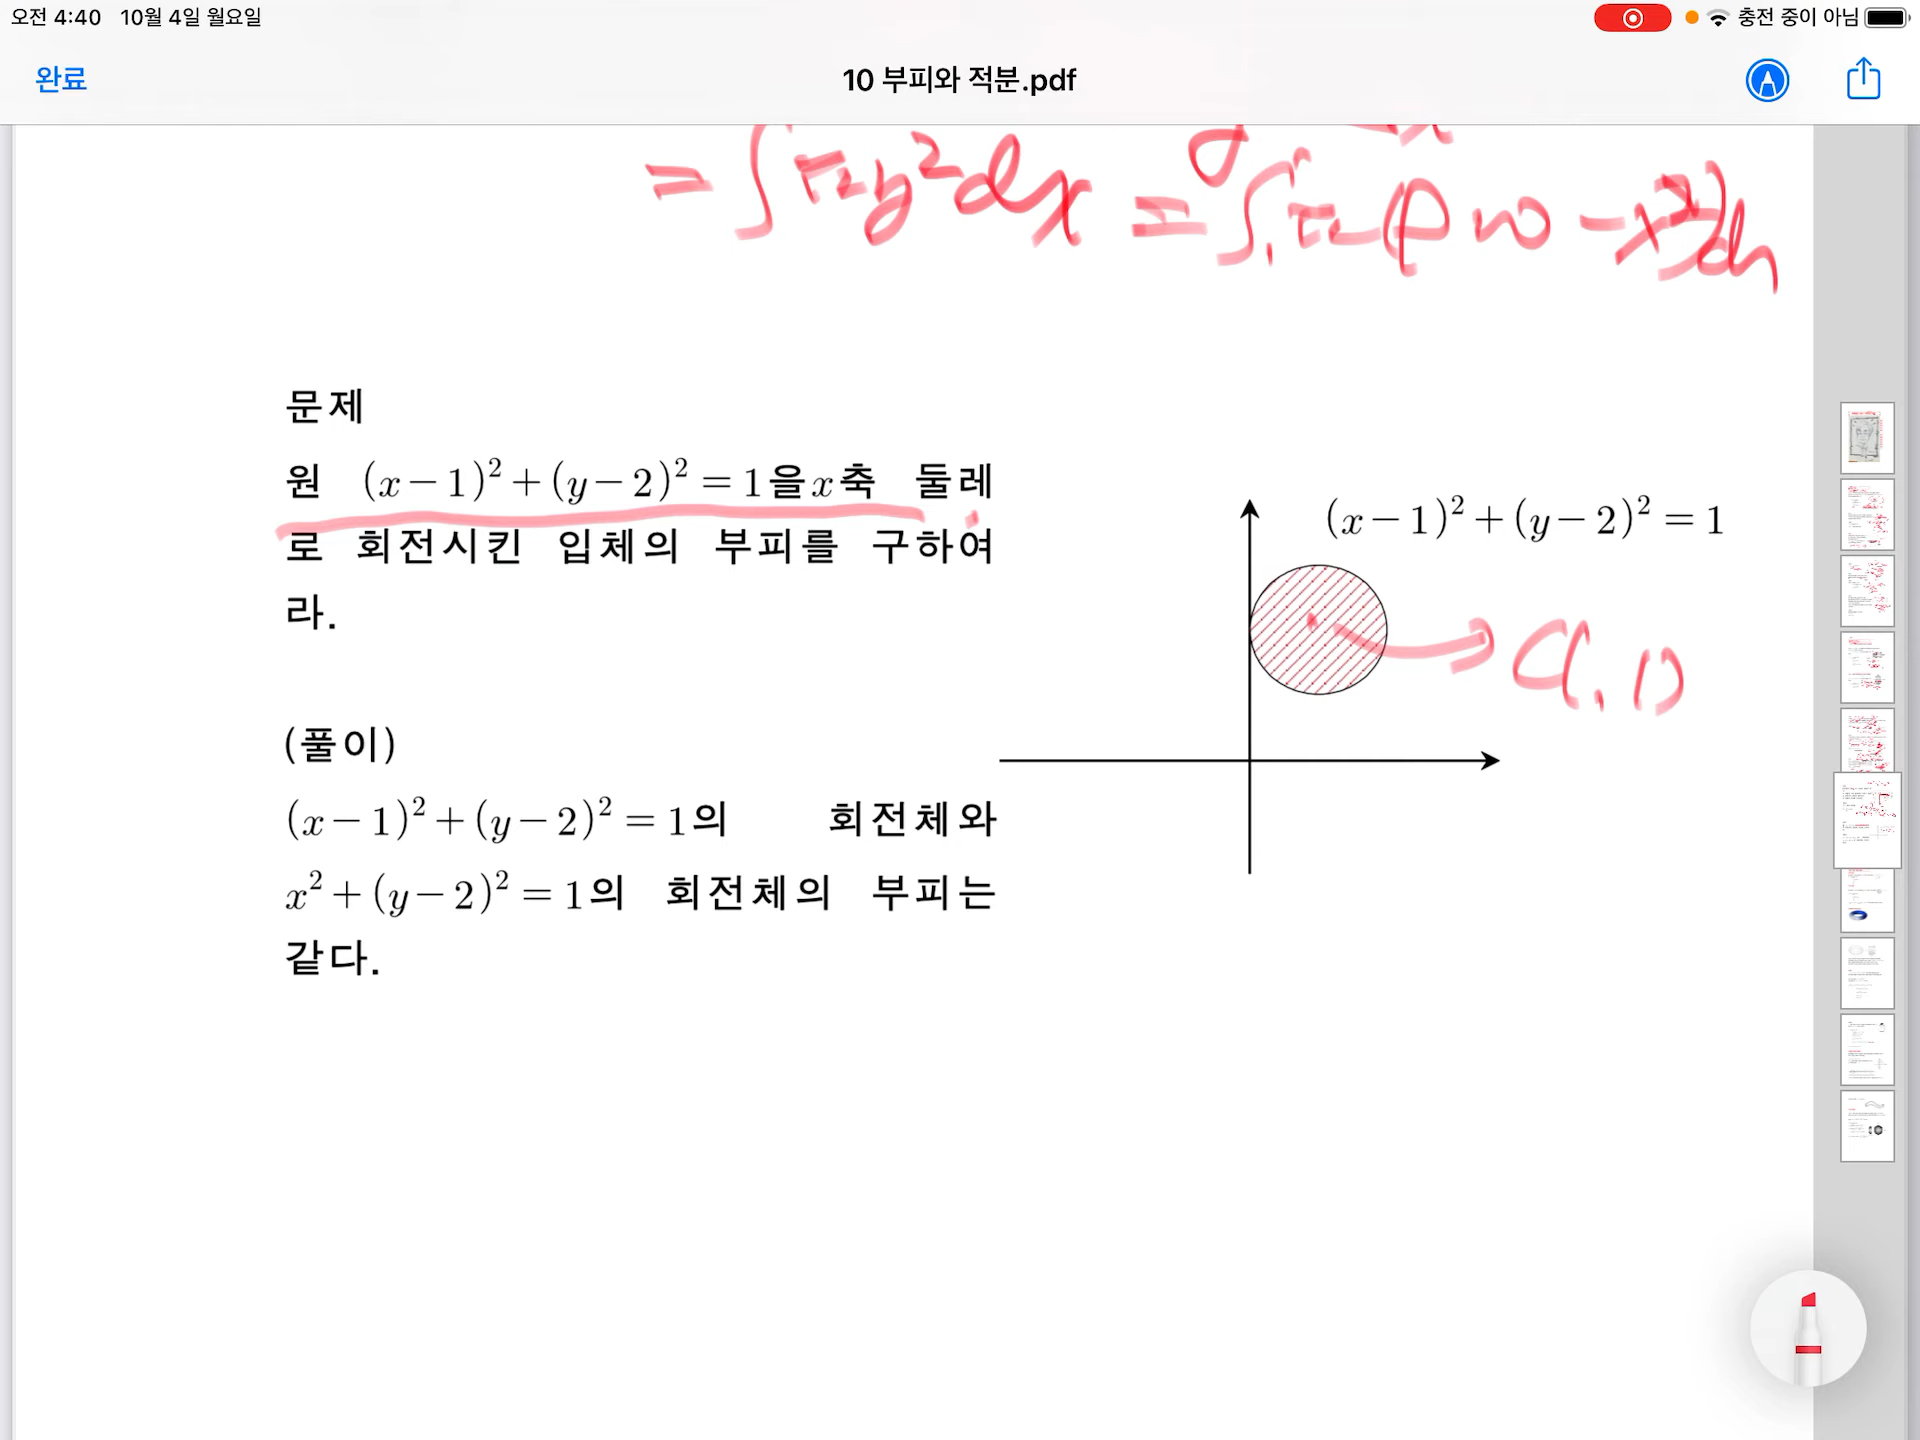 오전 4:40 10월 4일 월요일
충전 중이 아님
완료
10 부피와 적분.pdf
= ∫ πy²dx =
문제
원 (x−1)²+(y−2)²=1을x축 둘레
로 회전시킨 입체의 부피를 구하여
라.
(x−1)²+(y−2)²=1
(풀이)
(x−1)²+(y−2)²=1의 회전체와
x²+(y−2)²=1의 회전체의 부피는
같다.